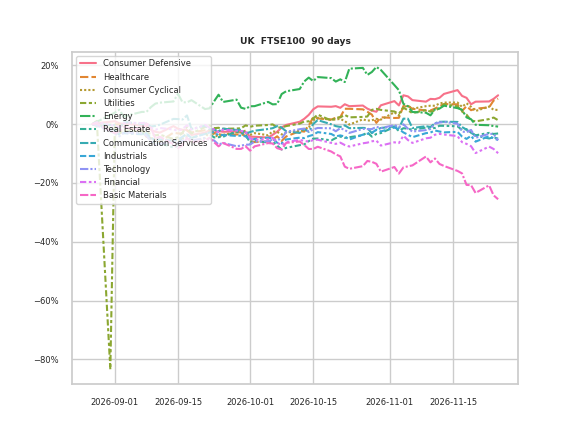 UK  FTSE100  90 days
20%
0%
−20%
−40%
−60%
−80%
Consumer Defensive
Healthcare
Consumer Cyclical
Utilities
Energy
Real Estate
Communication Services
Industrials
Technology
Financial
Basic Materials
2026-09-01
2026-09-15
2026-10-01
2026-10-15
2026-11-01
2026-11-15